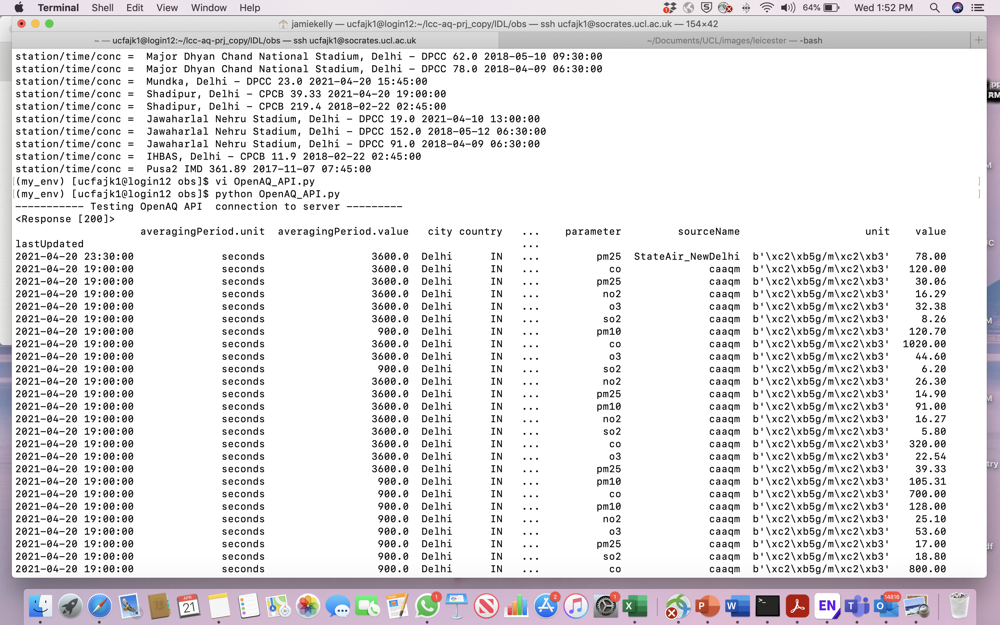 Terminal Shell Edit View Window Help 64% Wed 1:52 PM
jamiekelly — ucfajk1@login12:~/lcc-aq-prj_copy/IDL/obs — ssh ucfajk1@socrates.ucl.ac.uk — 154×42
~ — ucfajk1@login12:~/lcc-aq-prj_copy/IDL/obs — ssh ucfajk1@socrates.ucl.ac.uk ~/Documents/UCL/images/leicester — -bash
station/time/conc =  Major Dhyan Chand National Stadium, Delhi - DPCC 62.0 2018-05-10 09:30:00
station/time/conc =  Major Dhyan Chand National Stadium, Delhi - DPCC 78.0 2018-04-09 06:30:00
station/time/conc =  Mundka, Delhi - DPCC 23.0 2021-04-20 15:45:00
station/time/conc =  Shadipur, Delhi - CPCB 39.33 2021-04-20 19:00:00
station/time/conc =  Shadipur, Delhi - CPCB 219.4 2018-02-22 02:45:00
station/time/conc =  Jawaharlal Nehru Stadium, Delhi - DPCC 19.0 2021-04-10 13:00:00
station/time/conc =  Jawaharlal Nehru Stadium, Delhi - DPCC 152.0 2018-05-12 06:30:00
station/time/conc =  Jawaharlal Nehru Stadium, Delhi - DPCC 91.0 2018-04-09 06:30:00
station/time/conc =  IHBAS, Delhi - CPCB 11.9 2018-02-22 02:45:00
station/time/conc =  Pusa2 IMD 361.89 2017-11-07 07:45:00
[(my_env) [ucfajk1@login12 obs]$ vi OpenAQ_API.py ]
[(my_env) [ucfajk1@login12 obs]$ python OpenAQ_API.py ]
----------- Testing OpenAQ API  connection to server ---------
<Response [200]>
averagingPeriod.unit averagingPeriod.value city country ... parameter sourceName unit value
lastUpdated ...
2021-04-20 23:30:00 seconds 3600.0 Delhi IN ... pm25 StateAir_NewDelhi b'\xc2\xb5g/m\xc2\xb3' 78.00
2021-04-20 19:00:00 seconds 3600.0 Delhi IN ... co caaqm b'\xc2\xb5g/m\xc2\xb3' 120.00
2021-04-20 19:00:00 seconds 3600.0 Delhi IN ... pm25 caaqm b'\xc2\xb5g/m\xc2\xb3' 30.06
2021-04-20 19:00:00 seconds 3600.0 Delhi IN ... no2 caaqm b'\xc2\xb5g/m\xc2\xb3' 16.29
2021-04-20 19:00:00 seconds 3600.0 Delhi IN ... o3 caaqm b'\xc2\xb5g/m\xc2\xb3' 32.38
2021-04-20 19:00:00 seconds 3600.0 Delhi IN ... so2 caaqm b'\xc2\xb5g/m\xc2\xb3' 8.26
2021-04-20 19:00:00 seconds 900.0 Delhi IN ... pm10 caaqm b'\xc2\xb5g/m\xc2\xb3' 120.70
2021-04-20 19:00:00 seconds 3600.0 Delhi IN ... co caaqm b'\xc2\xb5g/m\xc2\xb3' 1020.00
2021-04-20 19:00:00 seconds 3600.0 Delhi IN ... o3 caaqm b'\xc2\xb5g/m\xc2\xb3' 44.60
2021-04-20 19:00:00 seconds 900.0 Delhi IN ... so2 caaqm b'\xc2\xb5g/m\xc2\xb3' 6.20
2021-04-20 19:00:00 seconds 3600.0 Delhi IN ... no2 caaqm b'\xc2\xb5g/m\xc2\xb3' 26.30
2021-04-20 19:00:00 seconds 3600.0 Delhi IN ... pm25 caaqm b'\xc2\xb5g/m\xc2\xb3' 14.90
2021-04-20 19:00:00 seconds 3600.0 Delhi IN ... pm10 caaqm b'\xc2\xb5g/m\xc2\xb3' 91.00
2021-04-20 19:00:00 seconds 3600.0 Delhi IN ... no2 caaqm b'\xc2\xb5g/m\xc2\xb3' 16.27
2021-04-20 19:00:00 seconds 3600.0 Delhi IN ... so2 caaqm b'\xc2\xb5g/m\xc2\xb3' 5.80
2021-04-20 19:00:00 seconds 3600.0 Delhi IN ... co caaqm b'\xc2\xb5g/m\xc2\xb3' 320.00
2021-04-20 19:00:00 seconds 3600.0 Delhi IN ... o3 caaqm b'\xc2\xb5g/m\xc2\xb3' 22.54
2021-04-20 19:00:00 seconds 3600.0 Delhi IN ... pm25 caaqm b'\xc2\xb5g/m\xc2\xb3' 39.33
2021-04-20 19:00:00 seconds 900.0 Delhi IN ... pm10 caaqm b'\xc2\xb5g/m\xc2\xb3' 105.31
2021-04-20 19:00:00 seconds 900.0 Delhi IN ... co caaqm b'\xc2\xb5g/m\xc2\xb3' 700.00
2021-04-20 19:00:00 seconds 900.0 Delhi IN ... pm10 caaqm b'\xc2\xb5g/m\xc2\xb3' 128.00
2021-04-20 19:00:00 seconds 900.0 Delhi IN ... no2 caaqm b'\xc2\xb5g/m\xc2\xb3' 25.10
2021-04-20 19:00:00 seconds 900.0 Delhi IN ... o3 caaqm b'\xc2\xb5g/m\xc2\xb3' 53.60
2021-04-20 19:00:00 seconds 900.0 Delhi IN ... pm25 caaqm b'\xc2\xb5g/m\xc2\xb3' 17.00
2021-04-20 19:00:00 seconds 900.0 Delhi IN ... so2 caaqm b'\xc2\xb5g/m\xc2\xb3' 18.80
2021-04-20 19:00:00 seconds 900.0 Delhi IN ... co caaqm b'\xc2\xb5g/m\xc2\xb3' 800.00
APR 21 PAGES 1 2 1 X P W EN T O 14816